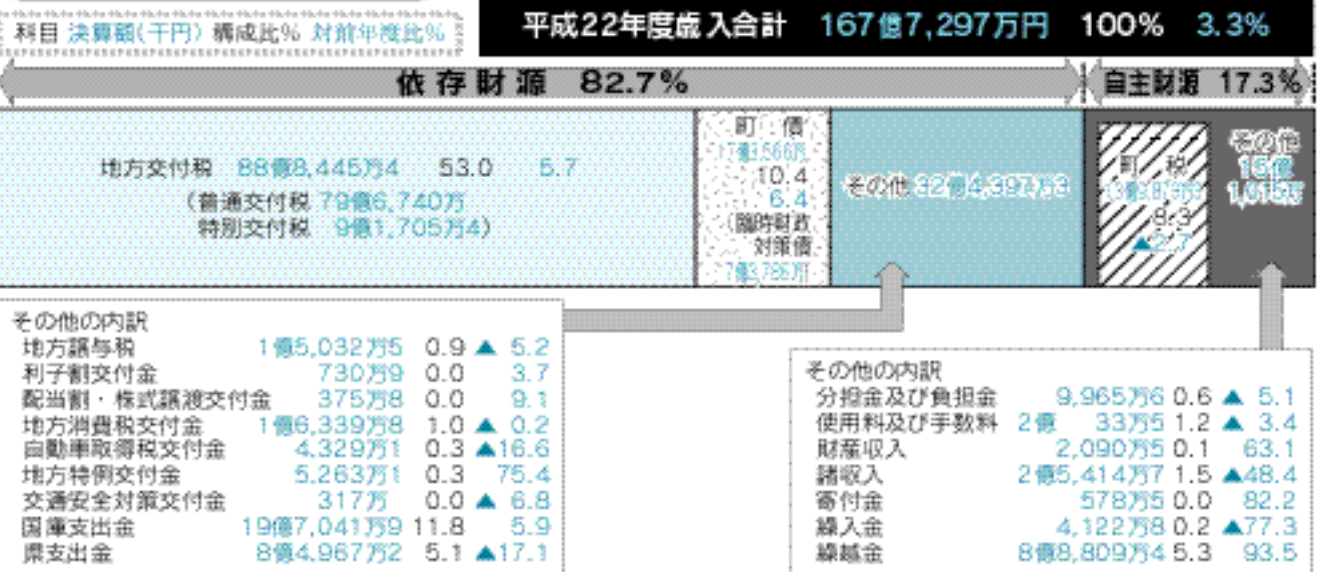 科目 決算額(千円) 構成比% 対前年度比%
平成22年度歳入合計 167億7,297万円 100% 3.3%
依存財源 82.7%
自主財源 17.3%
地方交付税 88億8,445万4 53.0 5.7
(普通交付税 79億6,740万
特別交付税 9億1,705万4)
町 債
17億3,566万
10.4
6.4
(臨時財政
対策債
7億3,786万
その他 32億4,397万3
町 税
8.3
▲2.7
その他
15億
1,015万
その他の内訳
地方譲与税 1億5,032万5 0.9 ▲ 5.2
利子割交付金 730万9 0.0 3.7
配当割・株式譲渡交付金 375万8 0.0 9.1
地方消費税交付金 1億6,339万8 1.0 ▲ 0.2
自動車取得税交付金 4,329万1 0.3 ▲16.6
地方特例交付金 5,263万1 0.3 75.4
交通安全対策交付金 317万 0.0 ▲ 6.8
国庫支出金 19億7,041万9 11.8 5.9
県支出金 8億4,967万2 5.1 ▲17.1
その他の内訳
分担金及び負担金 9,965万6 0.6 ▲ 5.1
使用料及び手数料 2億 33万5 1.2 ▲ 3.4
財産収入 2,090万5 0.1 63.1
諸収入 2億5,414万7 1.5 ▲48.4
寄付金 578万5 0.0 82.2
繰入金 4,122万8 0.2 ▲77.3
繰越金 8億8,809万4 5.3 93.5